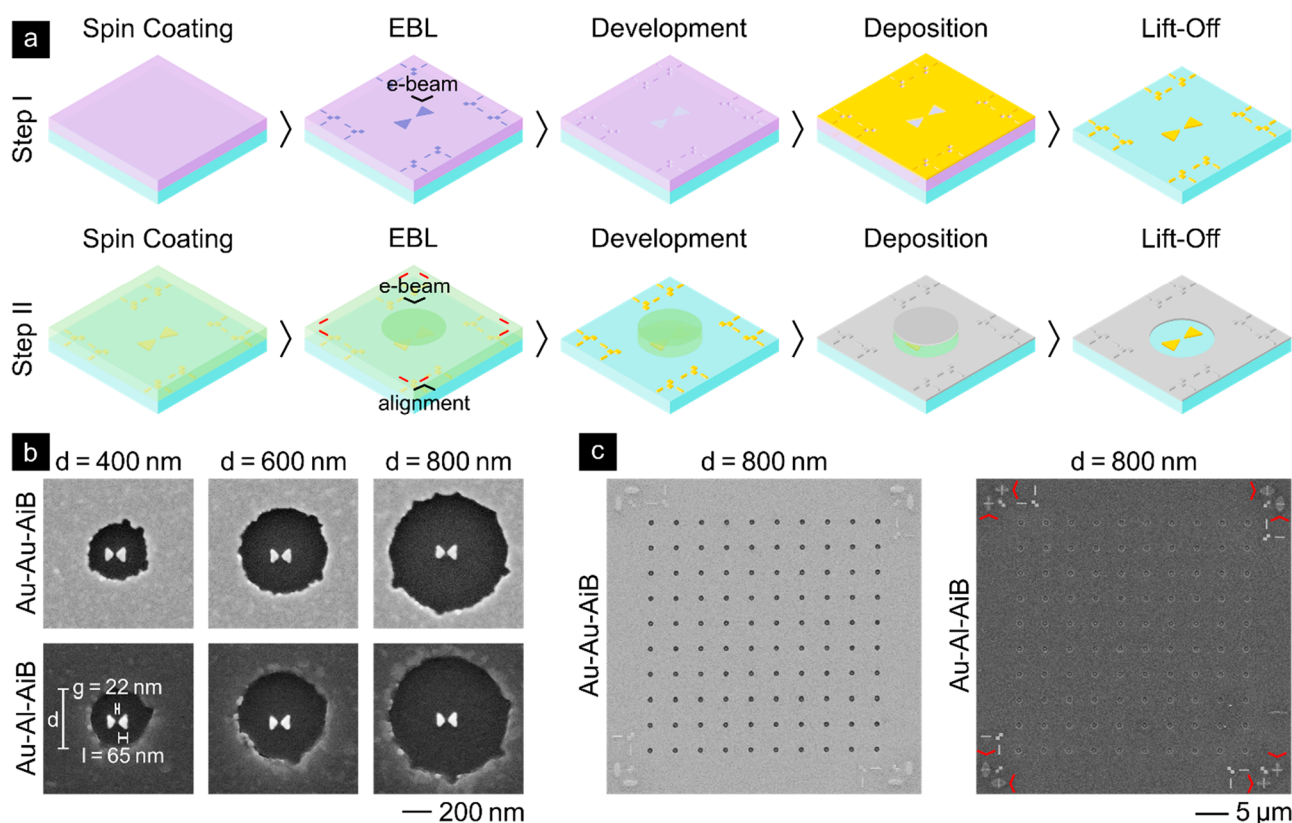 a
Spin Coating
EBL
Development
Deposition
Lift-Off
Step I
e-beam
Spin Coating
EBL
Development
Deposition
Lift-Off
Step II
e-beam
alignment
b
d = 400 nm
d = 600 nm
d = 800 nm
Au-Au-AiB
Au-Al-AiB
g = 22 nm
d
l = 65 nm
200 nm
c
d = 800 nm
d = 800 nm
Au-Au-AiB
Au-Al-AiB
5 µm